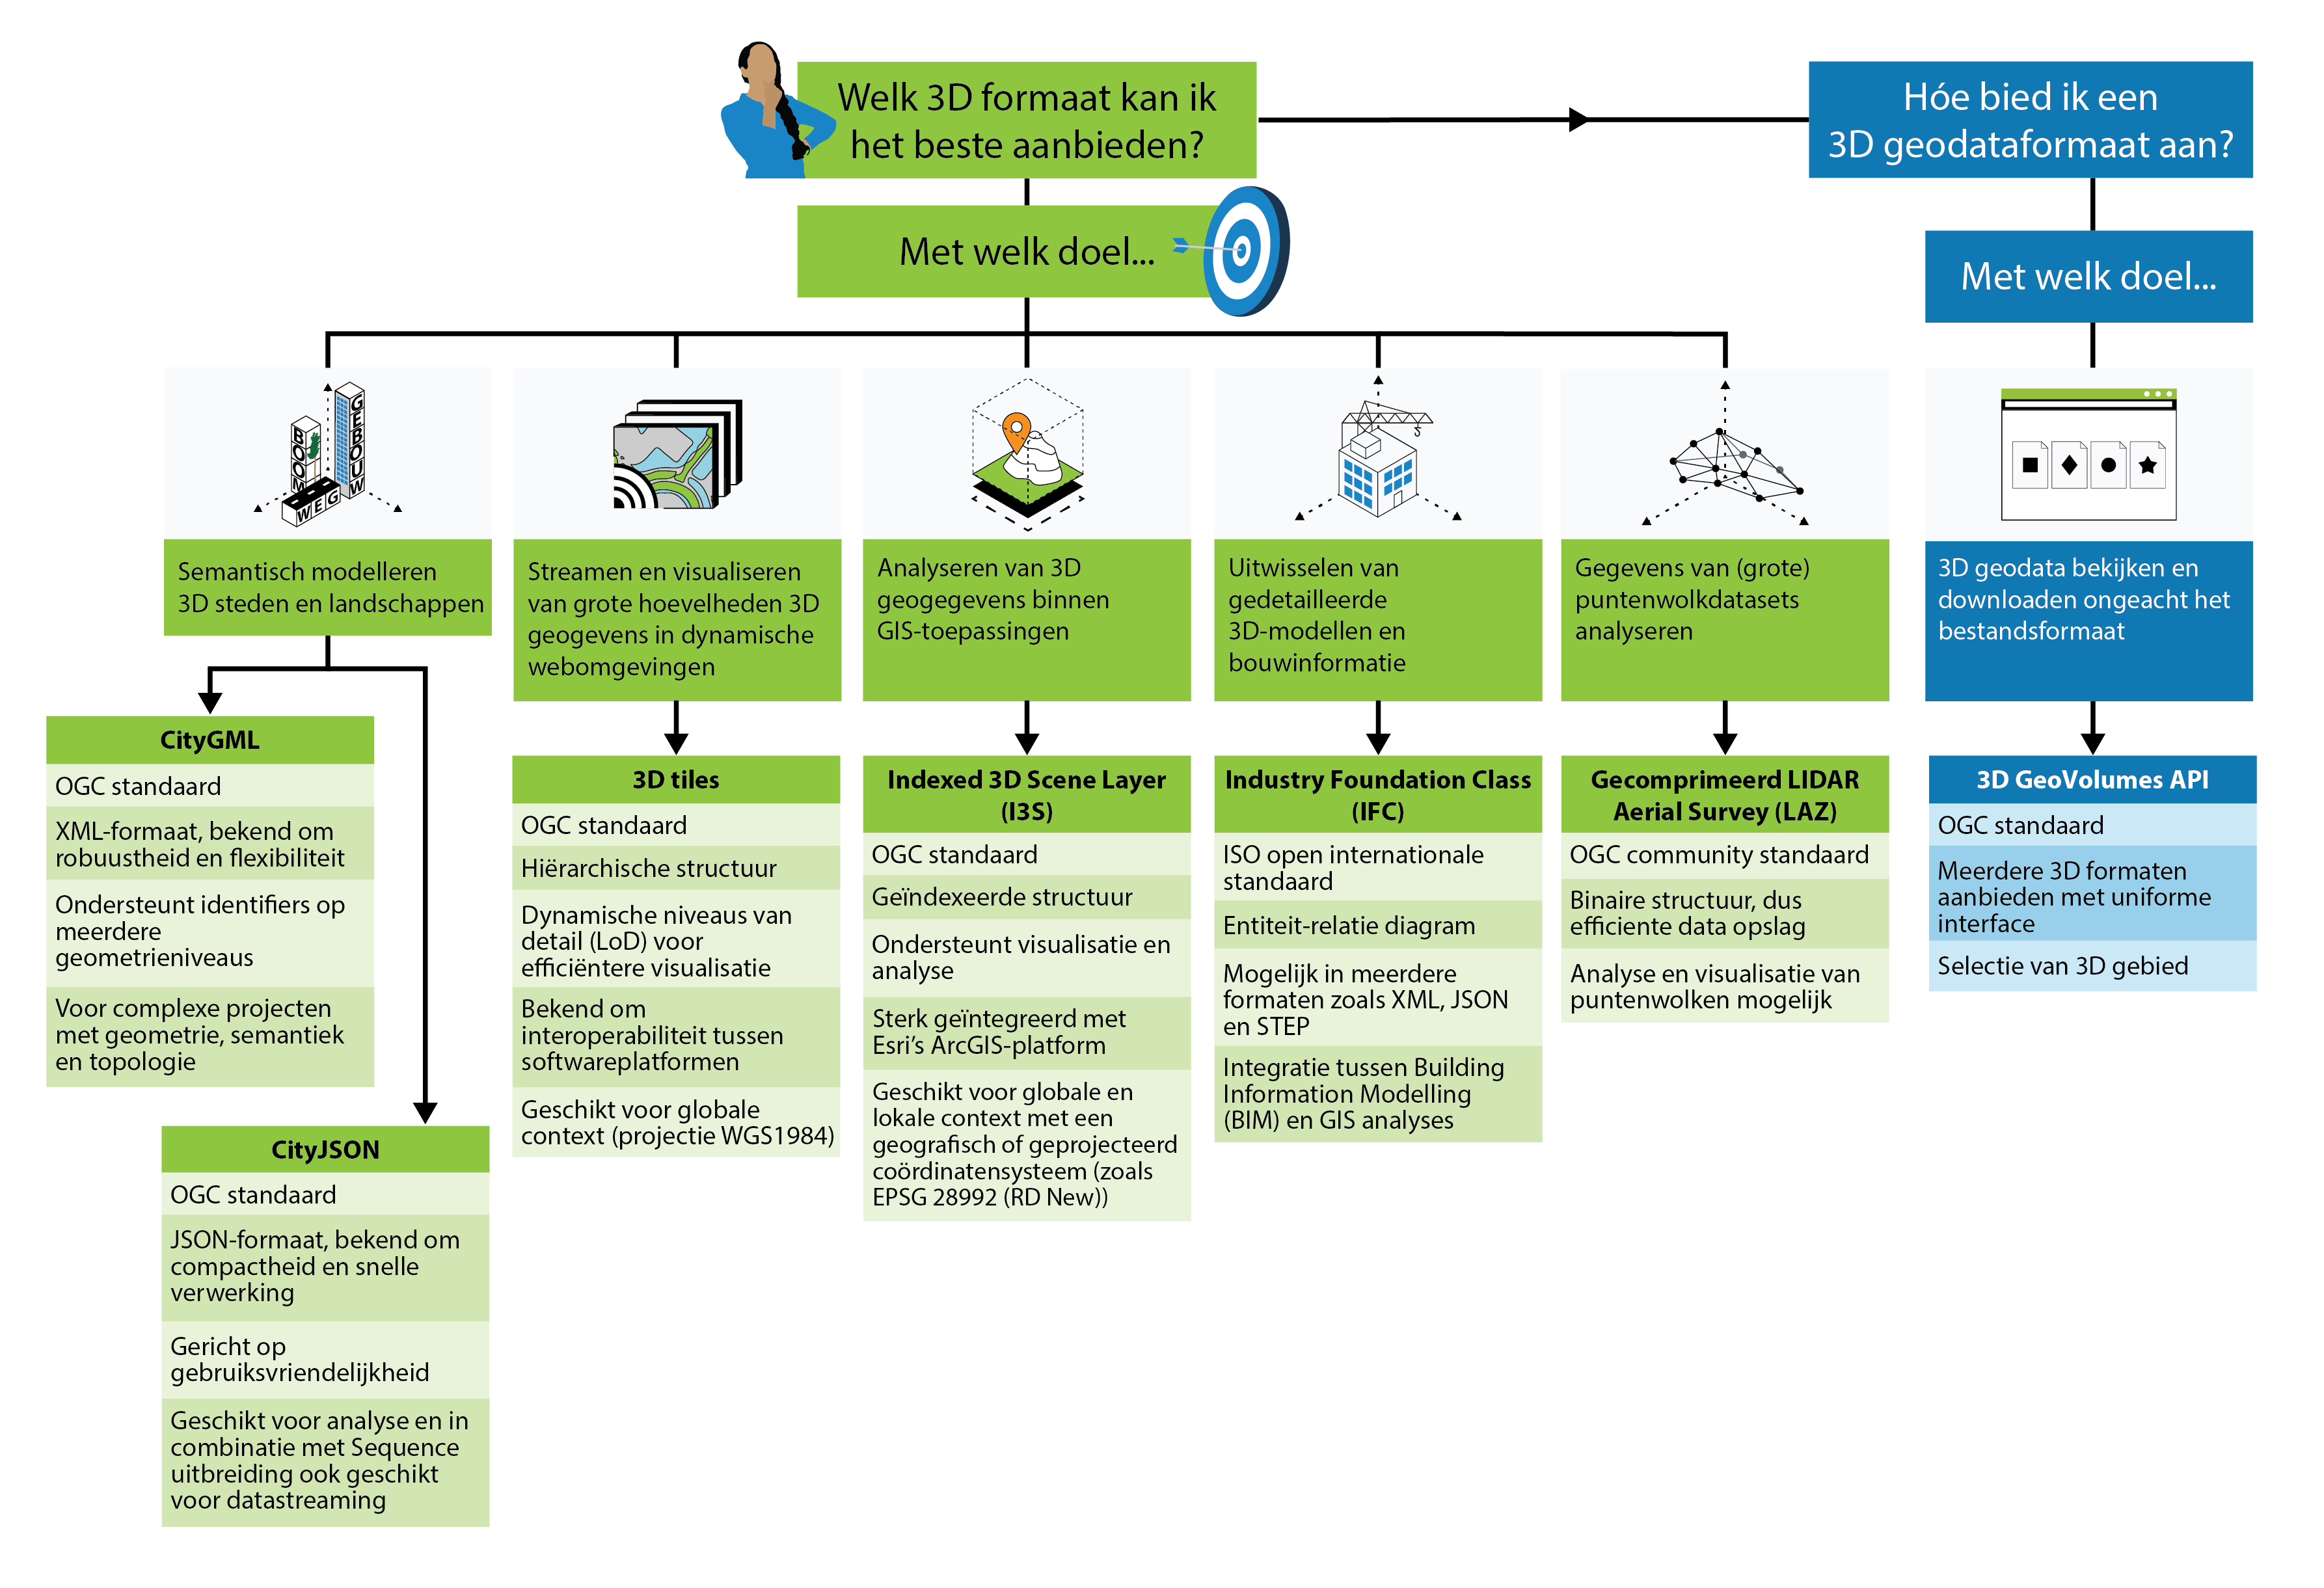 Welk 3D formaat kan ik
het beste aanbieden?
Hóe bied ik een
3D geodataformaat aan?
Met welk doel...
Met welk doel...
BOOM
GEBOUW
WEG
Semantisch modelleren
3D steden en landschappen
Streamen en visualiseren
van grote hoevelheden 3D
geogevens in dynamische
webomgevingen
Analyseren van 3D
geogegevens binnen
GIS-toepassingen
Uitwisselen van
gedetailleerde
3D-modellen en
bouwinformatie
Gegevens van (grote)
puntenwolkdatasets
analyseren
3D geodata bekijken en
downloaden ongeacht het
bestandsformaat
CityGML
OGC standaard
XML-formaat, bekend om
robuustheid en flexibiliteit
Ondersteunt identifiers op
meerdere
geometrieniveaus
Voor complexe projecten
met geometrie, semantiek
en topologie
CityJSON
OGC standaard
JSON-formaat, bekend om
compactheid en snelle
verwerking
Gericht op
gebruiksvriendelijkheid
Geschikt voor analyse en in
combinatie met Sequence
uitbreiding ook geschikt
voor datastreaming
3D tiles
OGC standaard
Hiërarchische structuur
Dynamische niveaus van
detail (LoD) voor
efficiëntere visualisatie
Bekend om
interoperabiliteit tussen
softwareplatformen
Geschikt voor globale
context (projectie WGS1984)
Indexed 3D Scene Layer
(I3S)
OGC standaard
Geïndexeerde structuur
Ondersteunt visualisatie en
analyse
Sterk geïntegreerd met
Esri's ArcGIS-platform
Geschikt voor globale en
lokale context met een
geografisch of geprojecteerd
coördinatensysteem (zoals
EPSG 28992 (RD New))
Industry Foundation Class
(IFC)
ISO open internationale
standaard
Entiteit-relatie diagram
Mogelijk in meerdere
formaten zoals XML, JSON
en STEP
Integratie tussen Building
Information Modelling
(BIM) en GIS analyses
Gecomprimeerd LIDAR
Aerial Survey (LAZ)
OGC community standaard
Binaire structuur, dus
efficiente data opslag
Analyse en visualisatie van
puntenwolken mogelijk
3D GeoVolumes API
OGC standaard
Meerdere 3D formaten
aanbieden met uniforme
interface
Selectie van 3D gebied